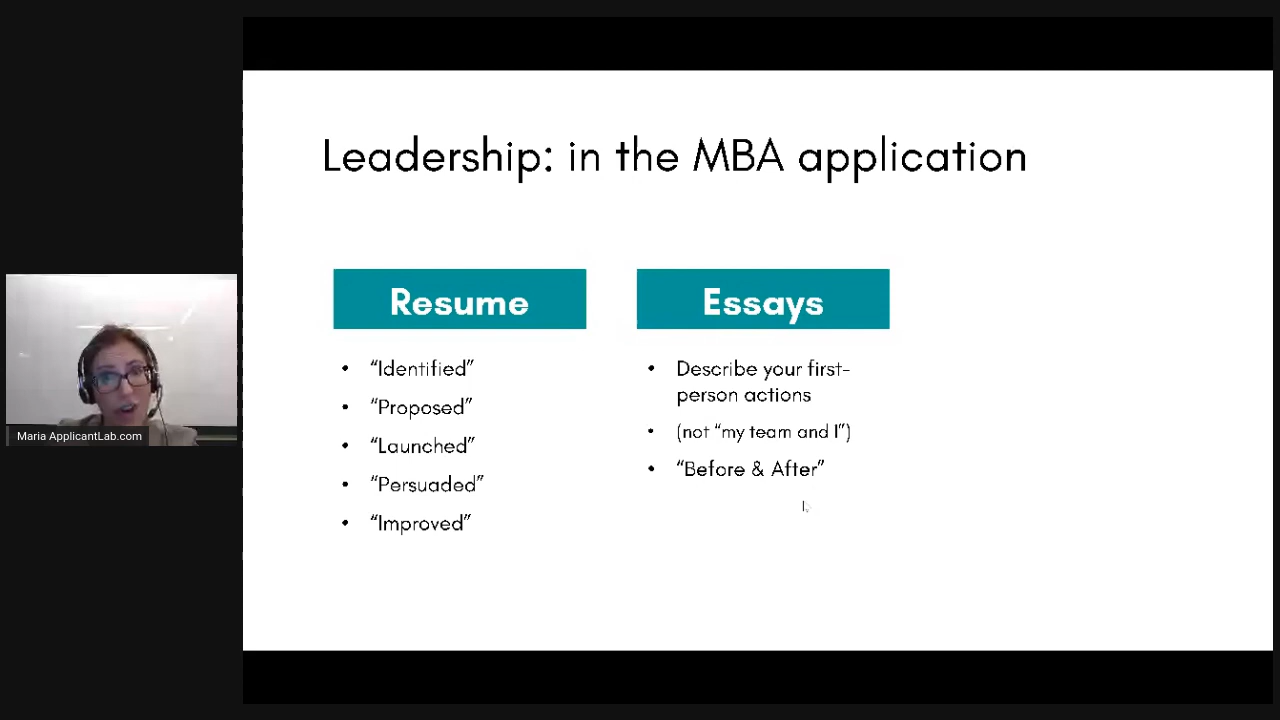 Leadership: in the MBA application
Resume
Essays
• “Identified”
• “Proposed”
• “Launched”
• “Persuaded”
• “Improved”
• Describe your first-
person actions
• (not “my team and I”)
• “Before & After”
Maria ApplicantLab.com